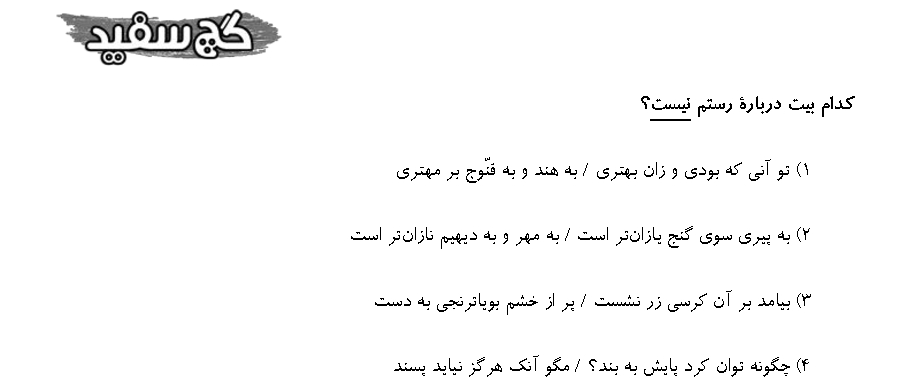 گچ سفید
کدام بیت دربارهٔ رستم نیست؟
۱) تو آنی که بودی و زان بهتری / به هند و به قنّوج بر مهتری
۲) به پیری سوی گنج یازان‌تر است / به مهر و به دیهیم نازان‌تر است
۳) بیامد بر آن کرسی زر نشست / پر از خشم بویاترنجی به دست
۴) چگونه توان کرد پایش به بند؟ / مگو آنک هرگز نیاید پسند